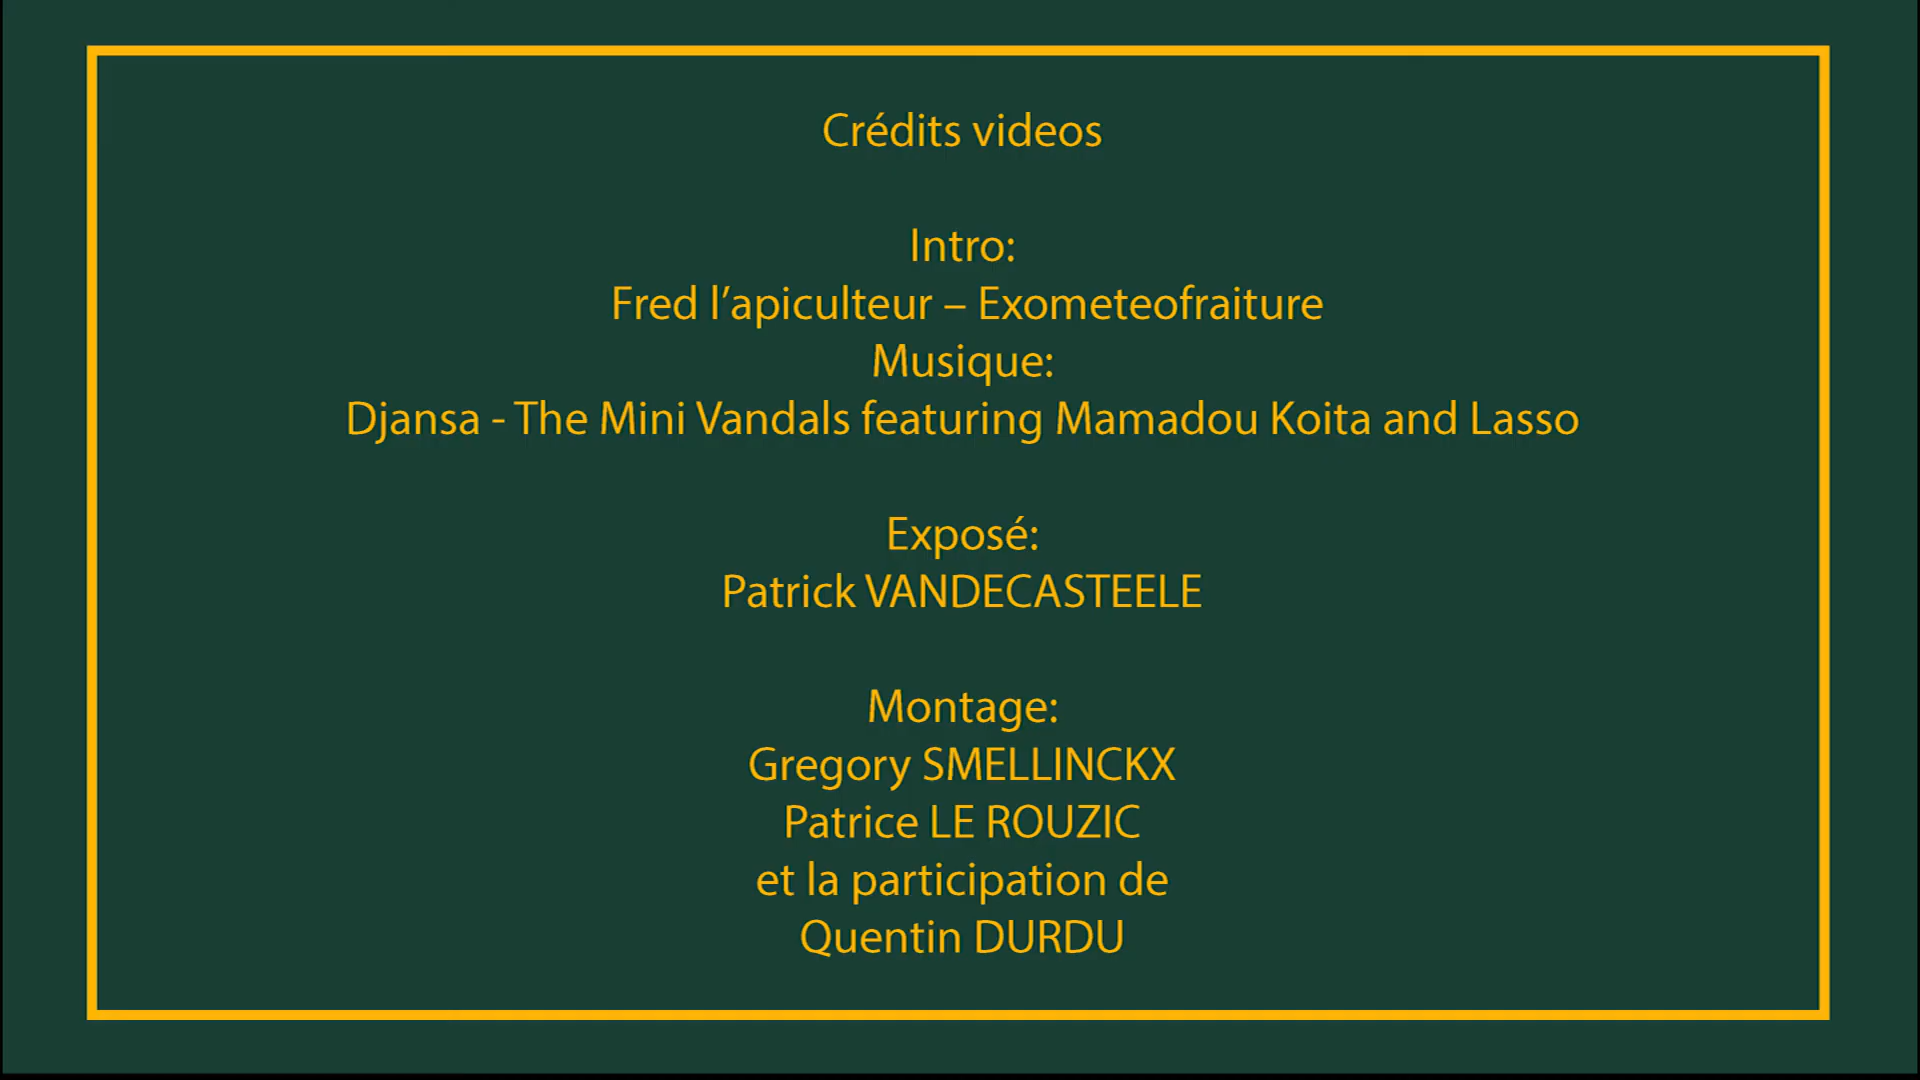 Crédits videos
Intro:
Fred l’apiculteur – Exometeofraiture
Musique:
Djansa - The Mini Vandals featuring Mamadou Koita and Lasso
Exposé:
Patrick VANDECASTEELE
Montage:
Gregory SMELLINCKX
Patrice LE ROUZIC
et la participation de
Quentin DURDU